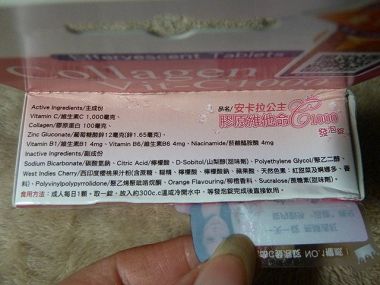 Effervescent Tablets
Collagen
Active Ingredients/主成份
Vitamin C/維生素C 1,000毫克
Collagen/膠原蛋白 100毫克
Zinc Gluconate/葡萄糖酸鋅12毫克(鋅1.65毫克)
Vitamin B1/維生素B1 4mg、Vitamin B6/維生素B6 4mg、Niacinamide/菸鹼醯胺 4mg
Inactive Ingredients/副成份
Sodium Bicarbonate/碳酸氫鈉、Citric Acid/檸檬酸、D-Sobitol/山梨醇(甜味劑)、Polyethylene Glycol/聚乙二醇、
West Indies Cherry/西印度櫻桃果汁粉(含蔗糖、糊精、檸檬酸、檸檬酸鈉、蘋果酸、天然色素:紅甜菜及焗婚多、香料)、
Polyvinylpolypyrrolidone/聚乙烯聚吡咯烷酮、Orange Flavouring/柳橙香料、Sucralose/蔗糖素(甜味劑)。
食用方法:成人每日1顆,取一錠,放入約300c.c溫或冷開水中,等發泡錠完成後直接飲用。
品名/安卡拉公主
膠原維他命C1000
發泡錠